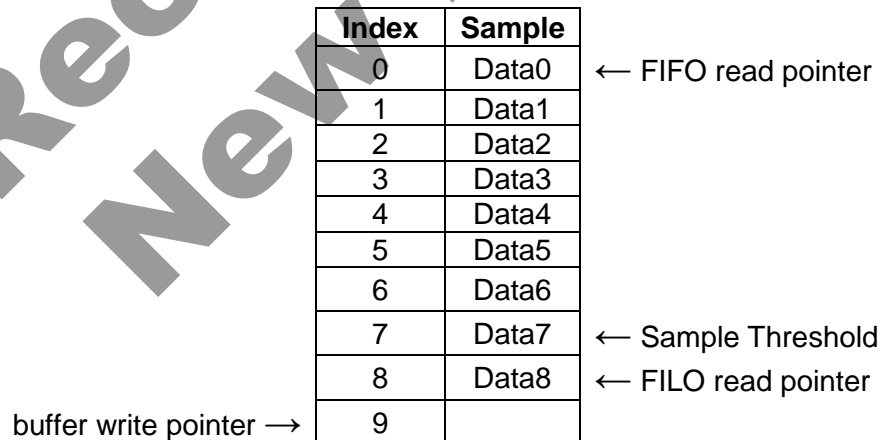 Index Sample
0 Data0 ← FIFO read pointer
1 Data1
2 Data2
3 Data3
4 Data4
5 Data5
6 Data6
7 Data7 ← Sample Threshold
8 Data8 ← FILO read pointer
buffer write pointer → 9
New